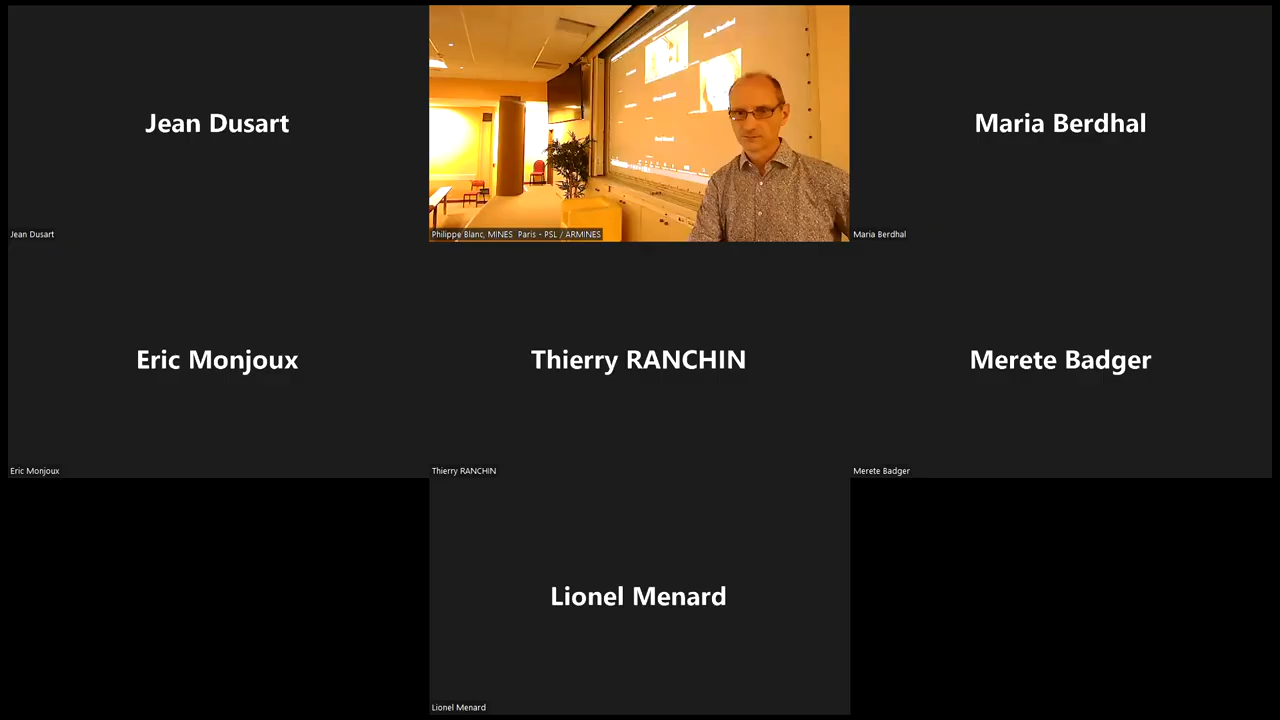 Jean Dusart
Jean Dusart
Philippe Blanc, MINES Paris - PSL / ARMINES
Maria Berdhal
Maria Berdhal
Eric Monjoux
Eric Monjoux
Thierry RANCHIN
Thierry RANCHIN
Merete Badger
Merete Badger
Lionel Menard
Lionel Menard